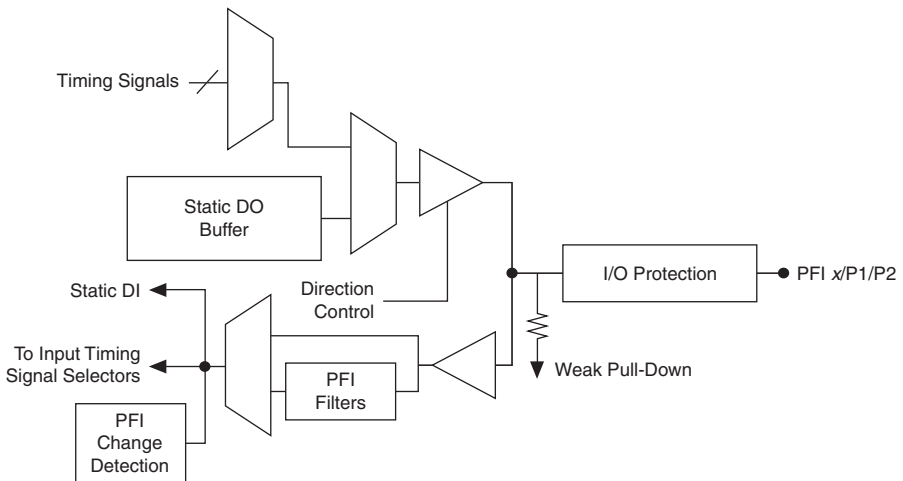 Timing Signals
Static DO
Buffer
I/O Protection
PFI x/P1/P2
Static DI
Direction
Control
To Input Timing
Signal Selectors
PFI
Filters
Weak Pull-Down
PFI
Change
Detection